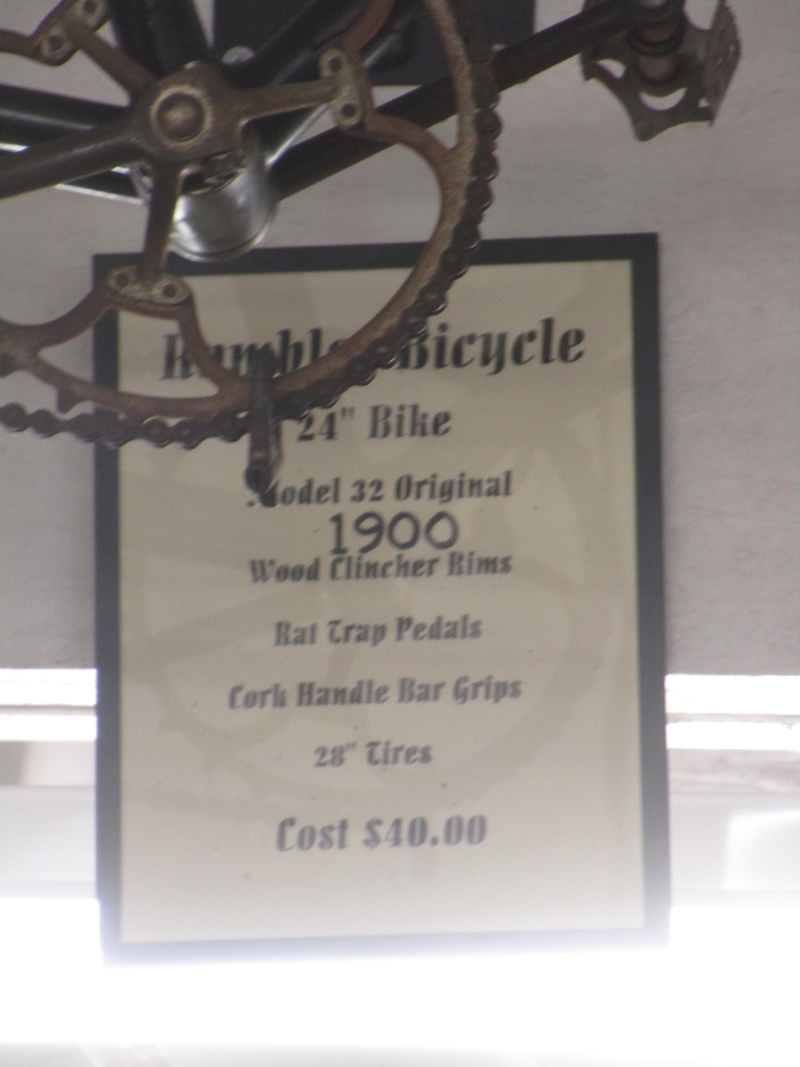 Rambler Bicycle
24" Bike
Model 32 Original
1900
Wood Clincher Rims
Rat Trap Pedals
Cork Handle Bar Grips
28" Tires
Cost $40.00